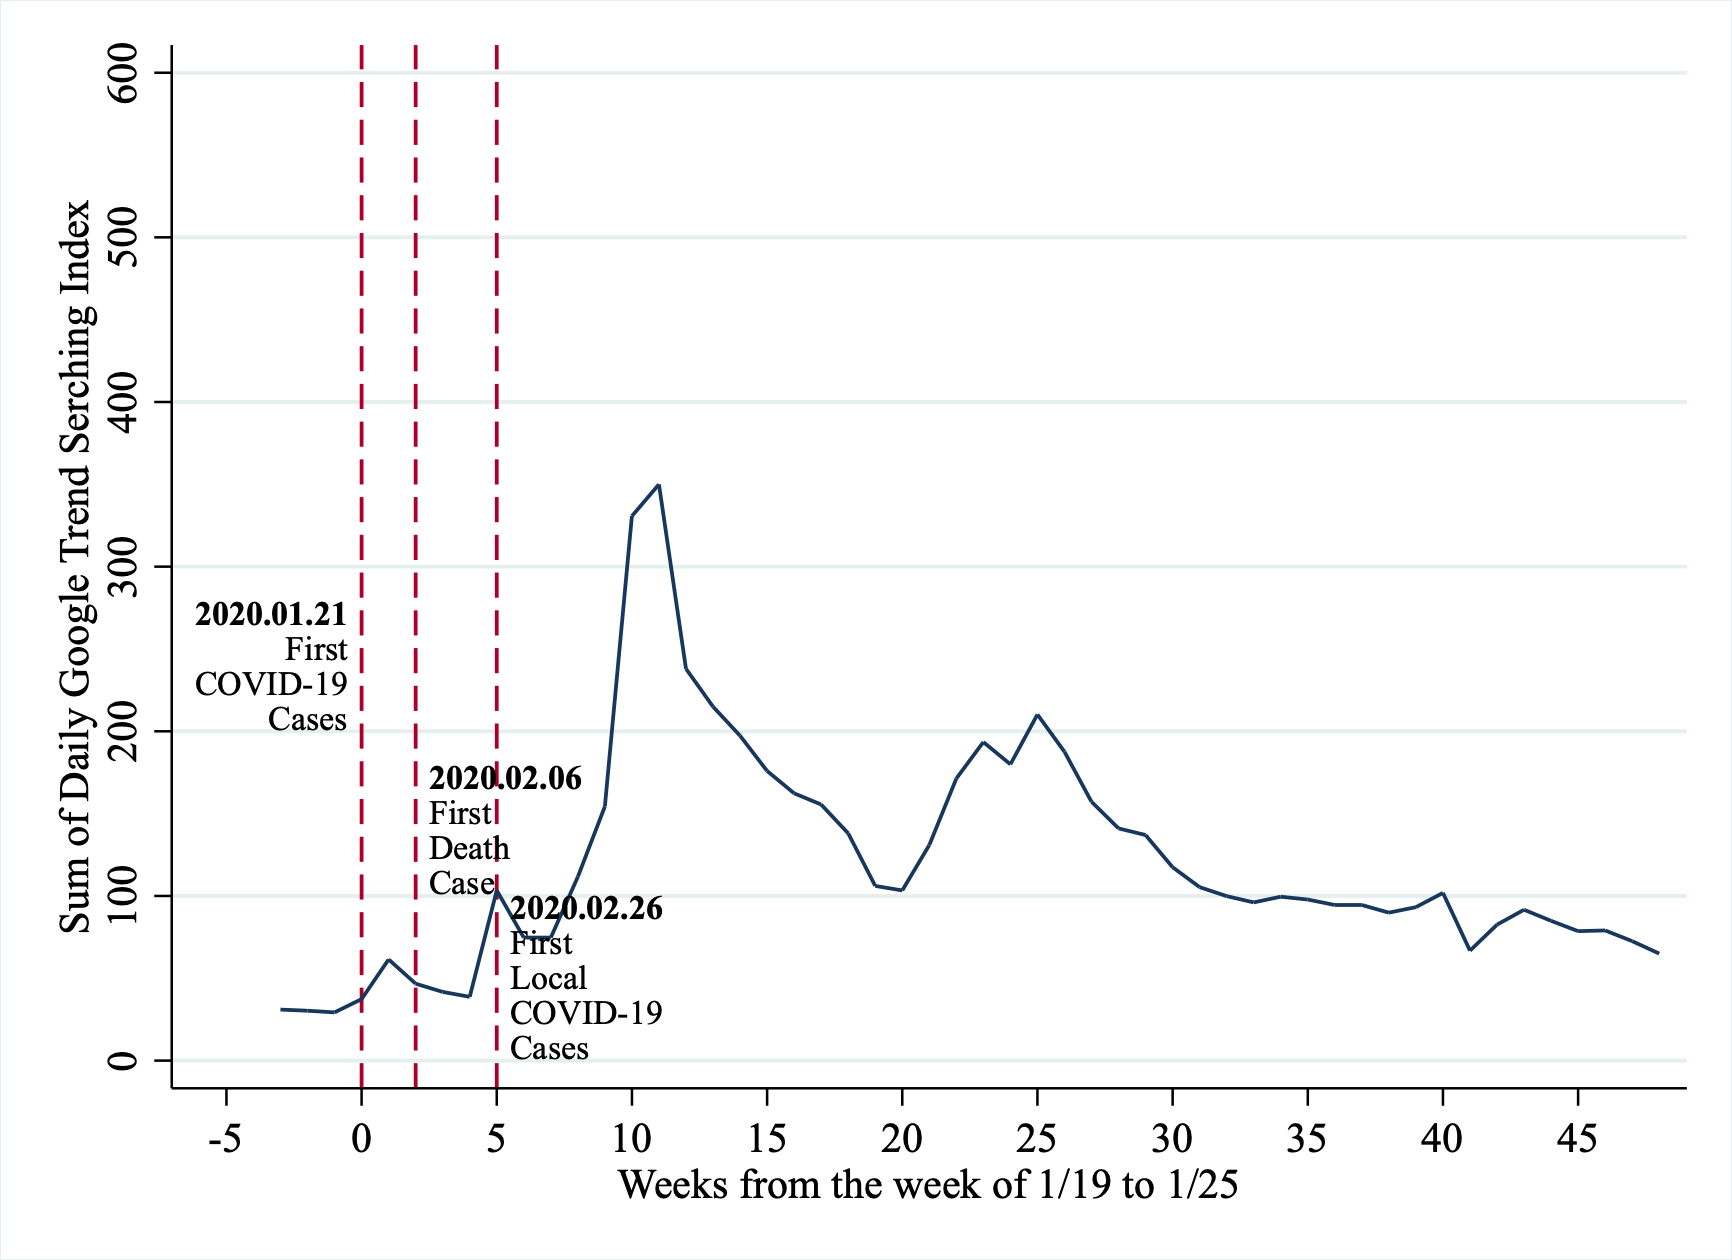 Sum of Daily Google Trend Serching Index
600
500
400
300
200
100
0
2020.01.21
First
COVID-19
Cases
2020.02.06
First
Death
Case
2020.02.26
First
Local
COVID-19
Cases
-5 0 5 10 15 20 25 30 35 40 45
Weeks from the week of 1/19 to 1/25